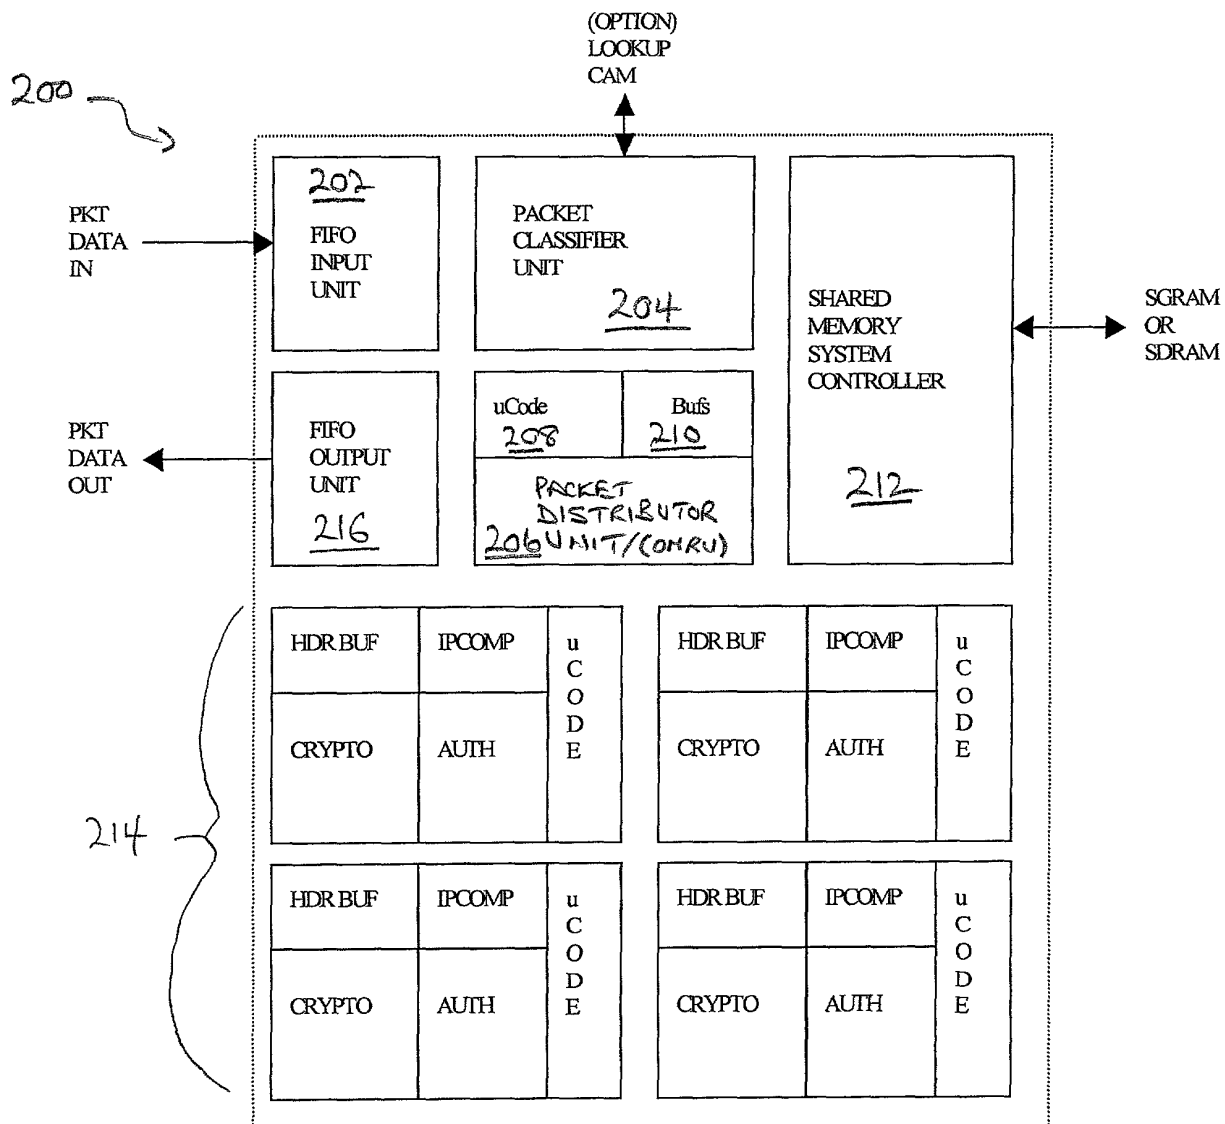 (OPTION)
LOOKUP
CAM
200
PKT
DATA
IN
202
FIFO
INPUT
UNIT
PACKET
CLASSIFIER
UNIT
204
SHARED
MEMORY
SYSTEM
CONTROLLER
212
SGRAM
OR
SDRAM
PKT
DATA
OUT
FIFO
OUTPUT
UNIT
216
uCode
208
Bufs
210
PACKET
DISTRIBUTOR
206 UNIT/(OMRU)
214
HDR BUF
IPCOMP
u
C
O
D
E
CRYPTO
AUTH
HDR BUF
IPCOMP
u
C
O
D
E
CRYPTO
AUTH
HDR BUF
IPCOMP
u
C
O
D
E
CRYPTO
AUTH
HDR BUF
IPCOMP
u
C
O
D
E
CRYPTO
AUTH